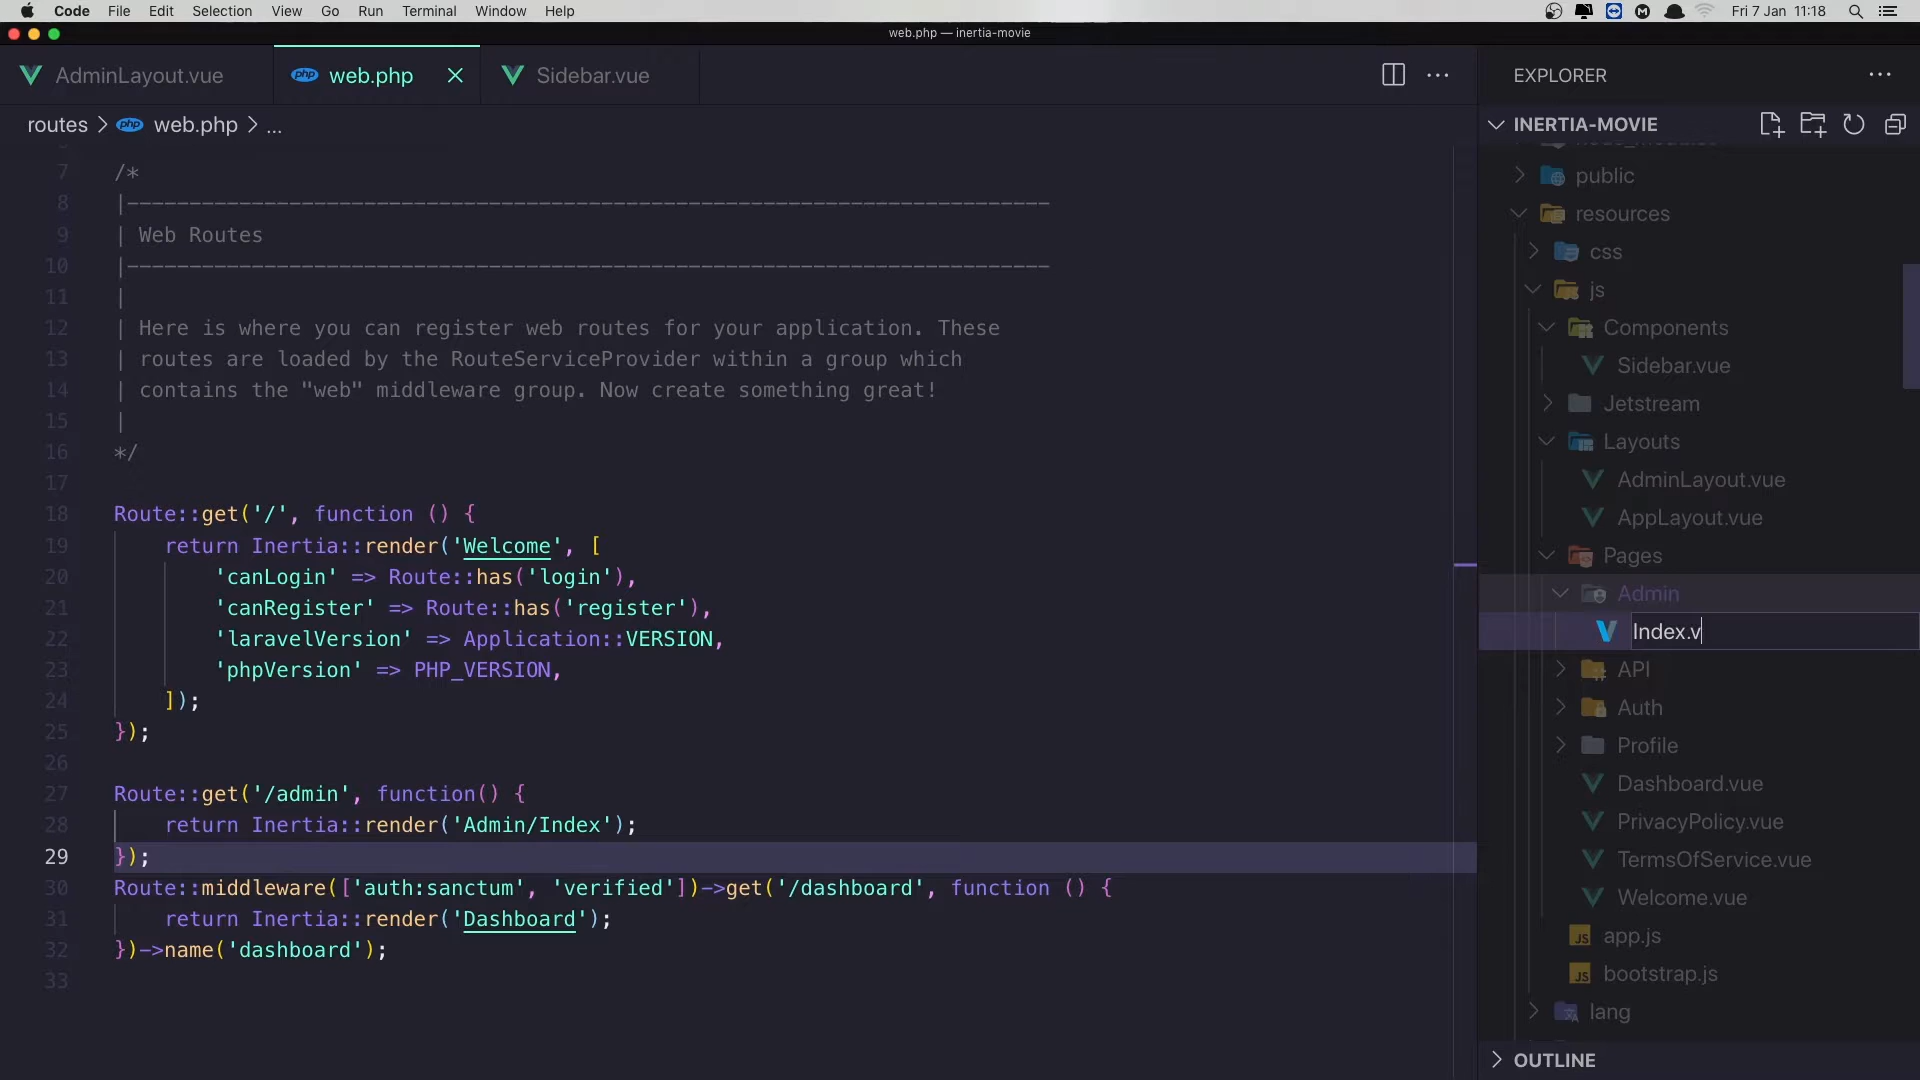 Code File Edit Selection View Go Run Terminal Window Help
Fri 7 Jan 11:18
web.php — inertia-movie
AdminLayout.vue
php web.php
Sidebar.vue
routes > php web.php > ...
7 /*
8 |--------------------------------------------------------------------------
9 | Web Routes
10 |--------------------------------------------------------------------------
11 |
12 | Here is where you can register web routes for your application. These
13 | routes are loaded by the RouteServiceProvider within a group which
14 | contains the "web" middleware group. Now create something great!
15 |
16 */
17
18 Route::get('/', function () {
19 return Inertia::render('Welcome', [
20 'canLogin' => Route::has('login'),
21 'canRegister' => Route::has('register'),
22 'laravelVersion' => Application::VERSION,
23 'phpVersion' => PHP_VERSION,
24 ]);
25 });
26
27 Route::get('/admin', function() {
28 return Inertia::render('Admin/Index');
29 });
30 Route::middleware(['auth:sanctum', 'verified'])->get('/dashboard', function () {
31 return Inertia::render('Dashboard');
32 })->name('dashboard');
33
EXPLORER
INERTIA-MOVIE
public
resources
css
js
Components
Sidebar.vue
Jetstream
Layouts
AdminLayout.vue
AppLayout.vue
Pages
Admin
Index.v
API
Auth
Profile
Dashboard.vue
PrivacyPolicy.vue
TermsOfService.vue
Welcome.vue
JS app.js
JS bootstrap.js
lang
OUTLINE